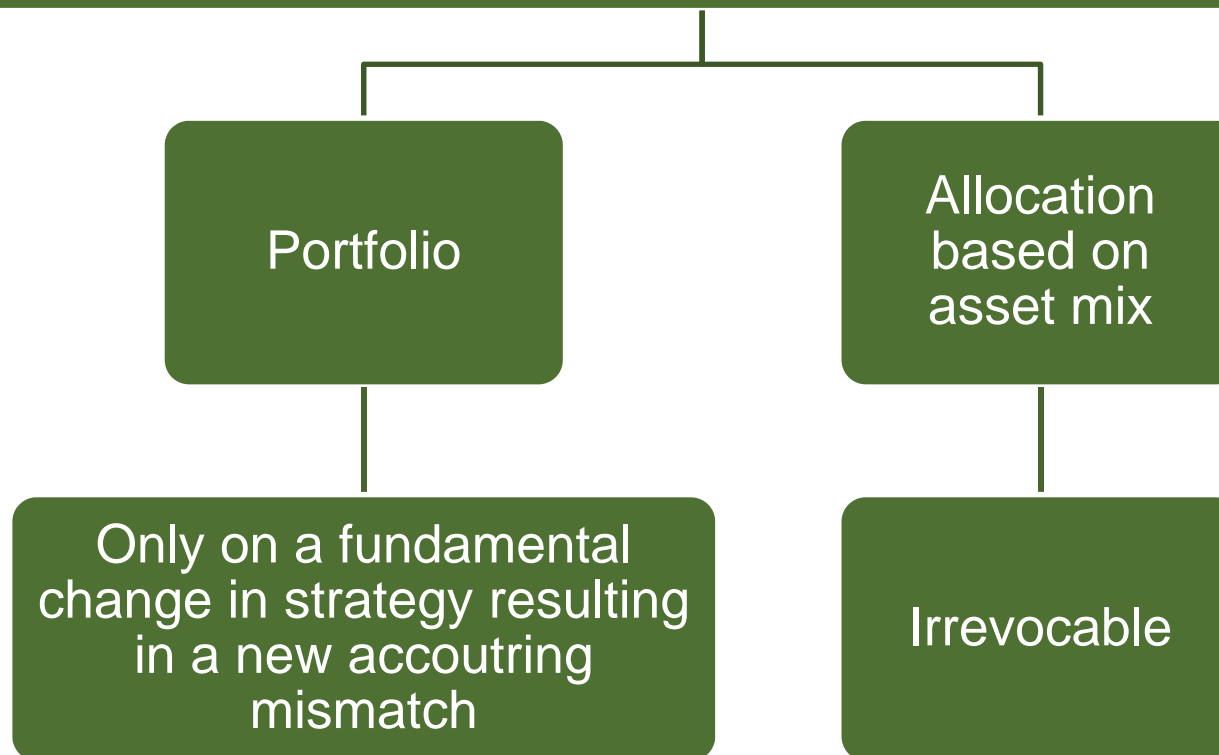 Portfolio
Allocation
based on
asset mix
Only on a fundamental
change in strategy resulting
in a new accoutring
mismatch
Irrevocable